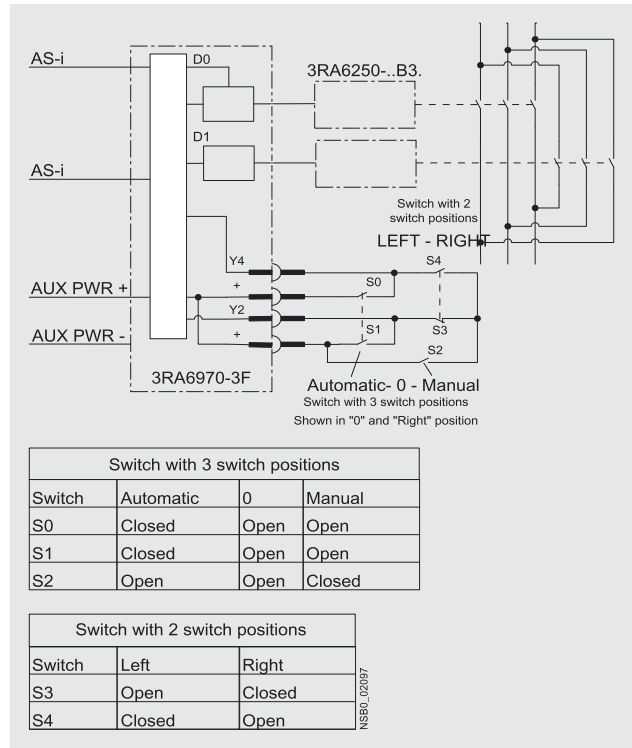 AS-i
D0
3RA6250-..B3.
D1
AS-i
Switch with 2
switch positions
LEFT - RIGHT
Y4
S4
+
S0
AUX PWR +
Y2
S1
S3
+
AUX PWR -
S2
3RA6970-3F
Automatic- 0 - Manual
Switch with 3 switch positions
Shown in "0" and "Right" position
Switch with 3 switch positions
Switch Automatic 0 Manual
S0 Closed Open Open
S1 Closed Open Open
S2 Open Open Closed
Switch with 2 switch positions
Switch Left Right
S3 Open Closed
S4 Closed Open
NSB0_02097